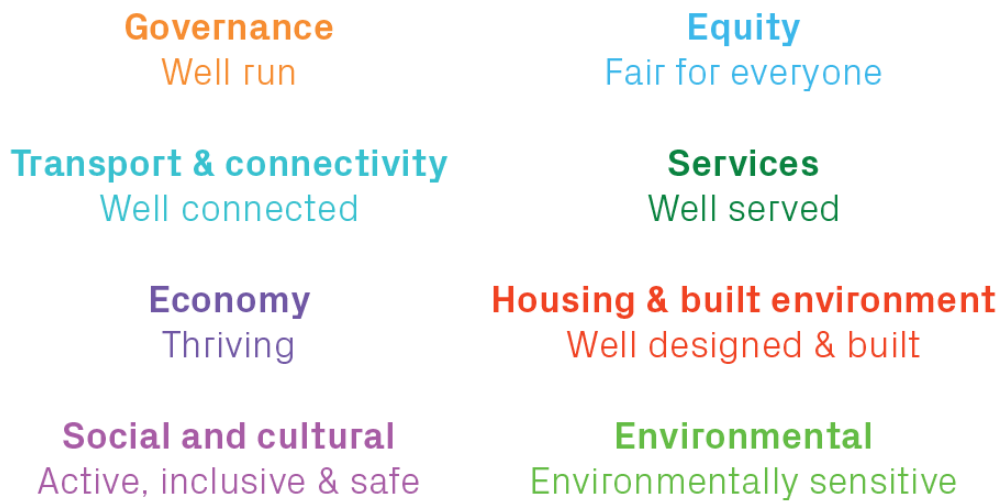 Governance
Well run
Equity
Fair for everyone
Transport & connectivity
Well connected
Services
Well served
Economy
Thriving
Housing & built environment
Well designed & built
Social and cultural
Active, inclusive & safe
Environmental
Environmentally sensitive